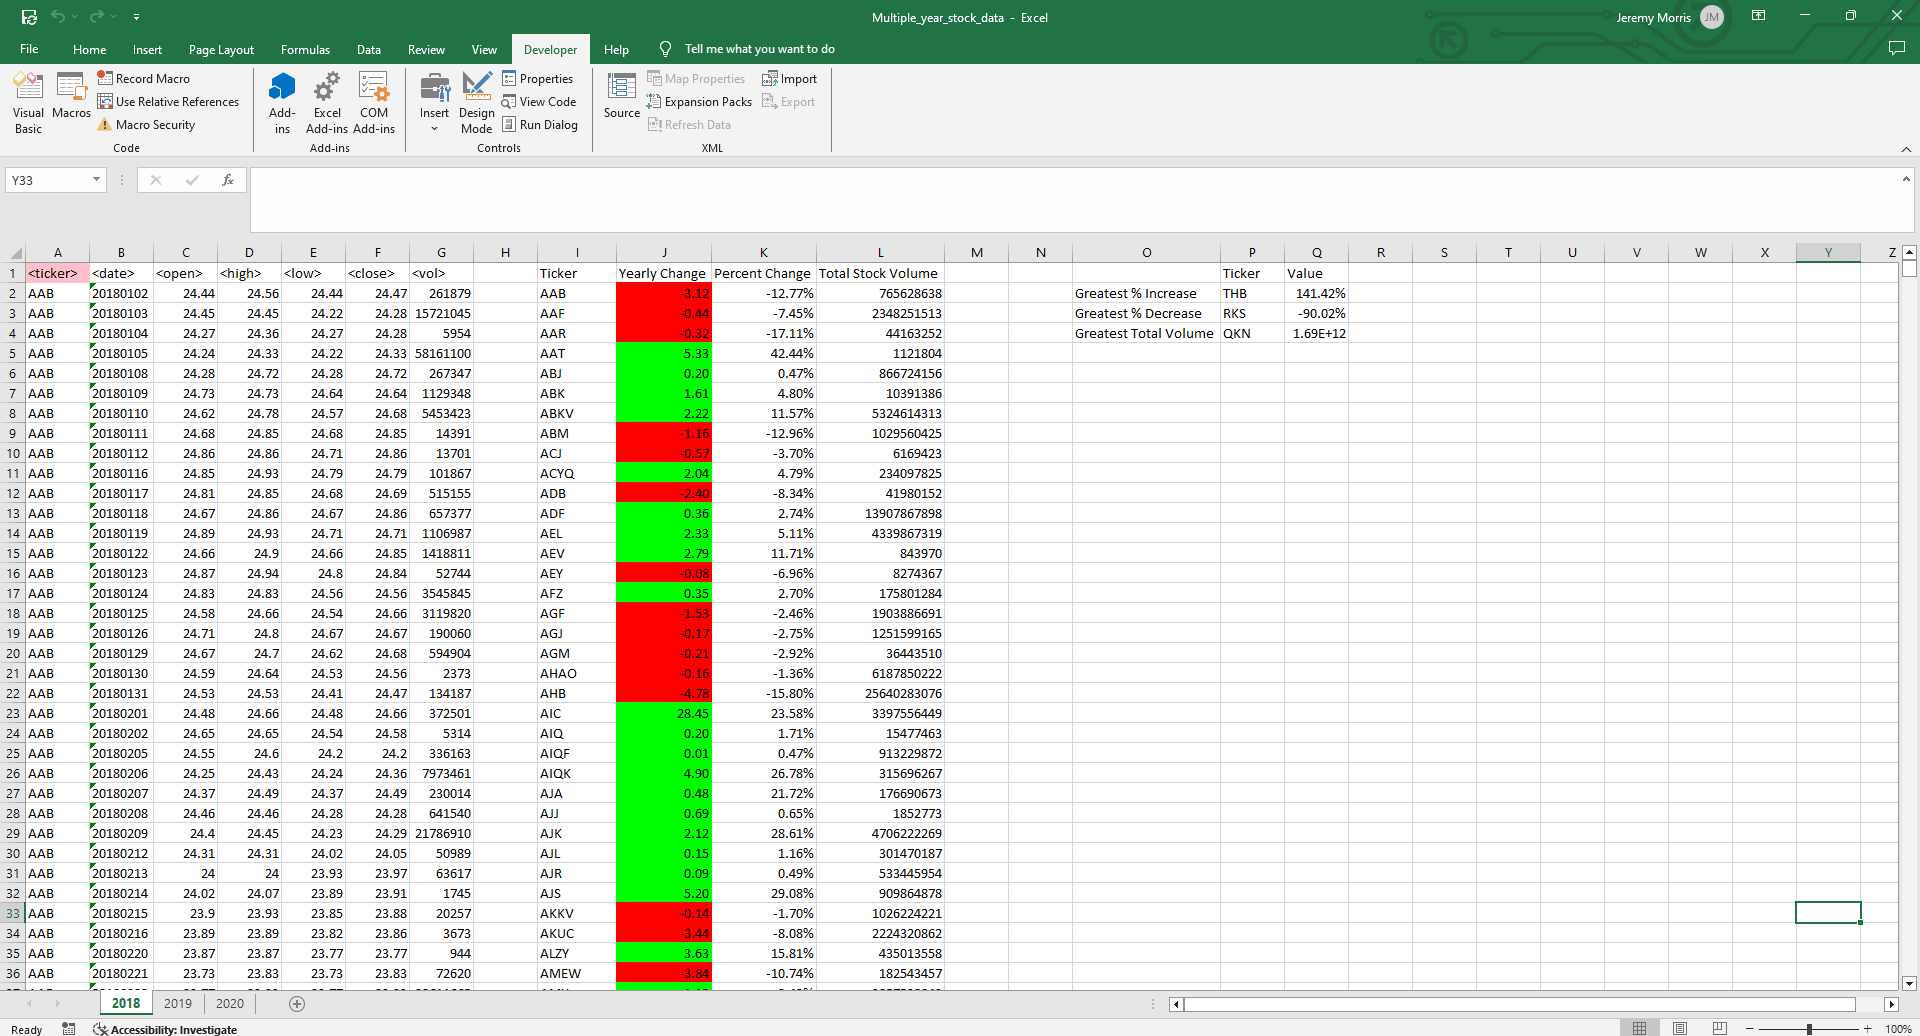 Multiple_year_stock_data - Excel
Jeremy Morris JM
File Home Insert Page Layout Formulas Data Review View Developer Help Tell me what you want to do
Visual Basic
Macros
Record Macro
Use Relative References
Macro Security
Code
Add-ins
Excel Add-ins
COM Add-ins
Add-ins
Insert
Design Mode
Properties
View Code
Run Dialog
Controls
Source
Map Properties
Expansion Packs
Refresh Data
Import
Export
XML
Y33 fx
A B C D E F G H I J K L M N O P Q R S T U V W X Y Z
1 <ticker> <date> <open> <high> <low> <close> <vol> Ticker Yearly Change Percent Change Total Stock Volume Ticker Value
2 AAB 20180102 24.44 24.56 24.44 24.47 261879 AAB -3.12 -12.77% 765628638 Greatest % Increase THB 141.42%
3 AAB 20180103 24.45 24.45 24.22 24.28 15721045 AAF -0.44 -7.45% 2348251513 Greatest % Decrease RKS -90.02%
4 AAB 20180104 24.27 24.36 24.27 24.28 5954 AAR -0.32 -17.11% 44163252 Greatest Total Volume QKN 1.69E+12
5 AAB 20180105 24.24 24.33 24.22 24.33 58161100 AAT 5.33 42.44% 1121804
6 AAB 20180108 24.28 24.72 24.28 24.72 267347 ABJ 0.20 0.47% 866724156
7 AAB 20180109 24.73 24.73 24.64 24.64 1129348 ABK 1.61 4.80% 10391386
8 AAB 20180110 24.62 24.78 24.57 24.68 5453423 ABKV 2.22 11.57% 5324614313
9 AAB 20180111 24.68 24.85 24.68 24.85 14391 ABM -1.16 -12.96% 1029560425
10 AAB 20180112 24.86 24.86 24.71 24.86 13701 ACJ -0.57 -3.70% 6169423
11 AAB 20180116 24.85 24.93 24.79 24.79 101867 ACYQ 2.04 4.79% 234097825
12 AAB 20180117 24.81 24.85 24.68 24.69 515155 ADB -2.40 -8.34% 41980152
13 AAB 20180118 24.67 24.86 24.67 24.86 657377 ADF 0.36 2.74% 13907867898
14 AAB 20180119 24.89 24.93 24.71 24.71 1106987 AEL 2.33 5.11% 4339867319
15 AAB 20180122 24.66 24.9 24.66 24.85 1418811 AEV 2.79 11.71% 843970
16 AAB 20180123 24.87 24.94 24.8 24.84 52744 AEY -0.08 -6.96% 8274367
17 AAB 20180124 24.83 24.83 24.56 24.56 3545845 AFZ 0.35 2.70% 175801284
18 AAB 20180125 24.58 24.66 24.54 24.66 3119820 AGF -1.53 -2.46% 1903886691
19 AAB 20180126 24.71 24.8 24.67 24.67 190060 AGJ -0.17 -2.75% 1251599165
20 AAB 20180129 24.67 24.7 24.62 24.68 594904 AGM -0.21 -2.92% 36443510
21 AAB 20180130 24.59 24.64 24.53 24.56 2373 AHAO -0.16 -1.36% 6187850222
22 AAB 20180131 24.53 24.53 24.41 24.47 134187 AHB -4.78 -15.80% 25640283076
23 AAB 20180201 24.48 24.66 24.48 24.66 372501 AIC 28.45 23.58% 3397556449
24 AAB 20180202 24.65 24.65 24.54 24.58 5314 AIQ 0.20 1.71% 15477463
25 AAB 20180205 24.55 24.6 24.2 24.2 336163 AIQF 0.01 0.47% 913229872
26 AAB 20180206 24.25 24.43 24.24 24.36 7973461 AIQK 4.90 26.78% 315696267
27 AAB 20180207 24.37 24.49 24.37 24.49 230014 AJA 0.48 21.72% 176690673
28 AAB 20180208 24.46 24.46 24.28 24.28 641540 AJJ 0.69 0.65% 1852773
29 AAB 20180209 24.4 24.45 24.23 24.29 21786910 AJK 2.12 28.61% 4706222269
30 AAB 20180212 24.31 24.31 24.02 24.05 50989 AJL 0.15 1.16% 301470187
31 AAB 20180213 24 24 23.93 23.97 63617 AJR 0.09 0.49% 533445954
32 AAB 20180214 24.02 24.07 23.89 23.91 1745 AJS 5.20 29.08% 909864878
33 AAB 20180215 23.9 23.93 23.85 23.88 20257 AKKV -0.14 -1.70% 1026224221
34 AAB 20180216 23.89 23.89 23.82 23.86 3673 AKUC -3.44 -8.08% 2224320862
35 AAB 20180220 23.87 23.87 23.77 23.77 944 ALZY 3.63 15.81% 435013558
36 AAB 20180221 23.73 23.83 23.73 23.83 72620 AMEW -3.84 -10.74% 182543457
2018 2019 2020
Ready Accessibility: Investigate 100%